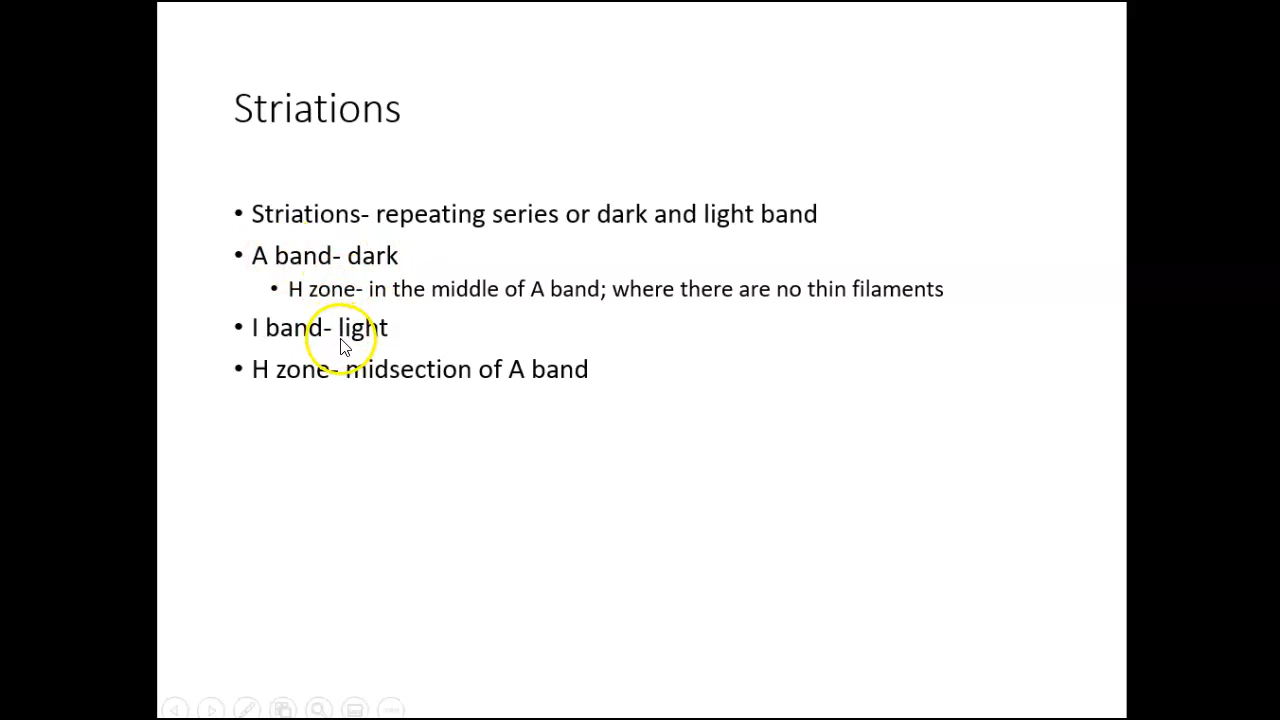 Striations
• Striations- repeating series or dark and light band
• A band- dark
• H zone- in the middle of A band; where there are no thin filaments
• I band- light
• H zone- midsection of A band